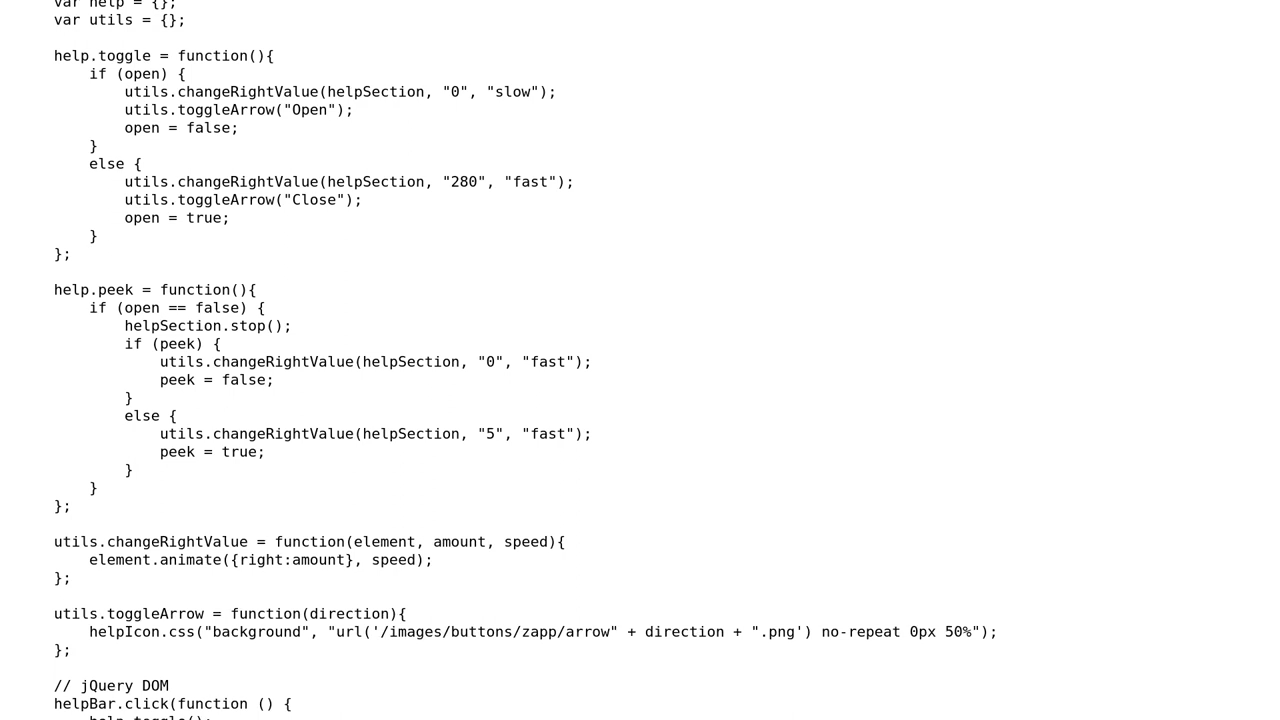 var help = {};
var utils = {};

help.toggle = function(){
    if (open) {
        utils.changeRightValue(helpSection, "0", "slow");
        utils.toggleArrow("Open");
        open = false;
    }
    else {
        utils.changeRightValue(helpSection, "280", "fast");
        utils.toggleArrow("Close");
        open = true;
    }
};

help.peek = function(){
    if (open == false) {
        helpSection.stop();
        if (peek) {
            utils.changeRightValue(helpSection, "0", "fast");
            peek = false;
        }
        else {
            utils.changeRightValue(helpSection, "5", "fast");
            peek = true;
        }
    }
};

utils.changeRightValue = function(element, amount, speed){
    element.animate({right:amount}, speed);
};

utils.toggleArrow = function(direction){
    helpIcon.css("background", "url('/images/buttons/zapp/arrow" + direction + ".png') no-repeat 0px 50%");
};

// jQuery DOM
helpBar.click(function () {
    help.toggle();